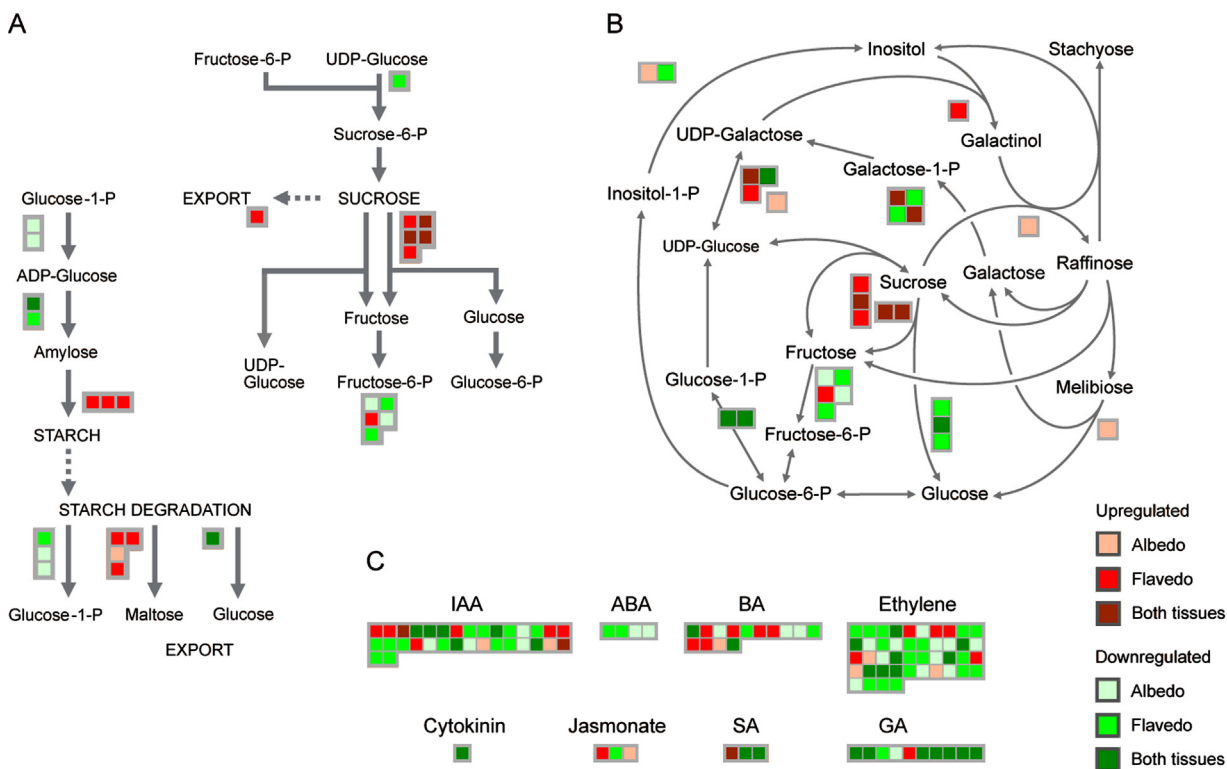 A
Fructose-6-P
UDP-Glucose
Sucrose-6-P
Glucose-1-P
EXPORT
SUCROSE
ADP-Glucose
Fructose
Glucose
Amylose
UDP-
Glucose
Fructose-6-P
Glucose-6-P
STARCH
STARCH DEGRADATION
Glucose-1-P
Maltose
Glucose
EXPORT
B
Inositol
Stachyose
UDP-Galactose
Galactinol
Galactose-1-P
Inositol-1-P
UDP-Glucose
Sucrose
Galactose
Raffinose
Fructose
Glucose-1-P
Melibiose
Fructose-6-P
Glucose-6-P
Glucose
Upregulated
Albedo
Flavedo
Both tissues
Downregulated
Albedo
Flavedo
Both tissues
C
IAA
ABA
BA
Ethylene
Cytokinin
Jasmonate
SA
GA